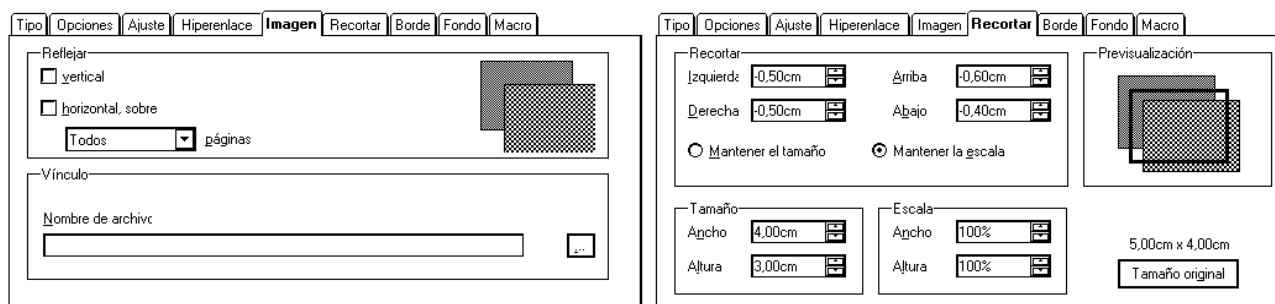 Tipo Opciones Ajuste Hiperenlace Imagen Recortar Borde Fondo Macro
Reflejar
vertical
horizontal, sobre
Todos páginas
Vínculo
Nombre de archivo
...
Tipo Opciones Ajuste Hiperenlace Imagen Recortar Borde Fondo Macro
Recortar
Izquierda -0,50cm Arriba -0,60cm
Derecha -0,50cm Abajo -0,40cm
Mantener el tamaño Mantener la escala
Previsualización
Tamaño
Ancho 4,00cm
Altura 3,00cm
Escala
Ancho 100%
Altura 100%
5,00cm x 4,00cm
Tamaño original